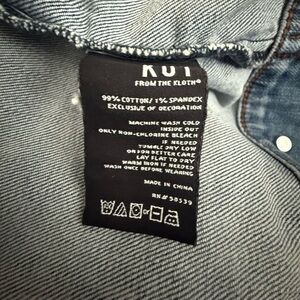 KUT
FROM THE KLOTH®
99% COTTON/ 1% SPANDEX
EXCLUSIVE OF DECORATION
MACHINE WASH COLD
INSIDE OUT
ONLY NON-CHLORINE BLEACH
IF NEEDED
TUMBLE DRY LOW
OR FOR BETTER CARE
LAY FLAT TO DRY
WARM IRON IF NEEDED
WASH ONCE BEFORE WEARING
MADE IN CHINA
RN# 58539